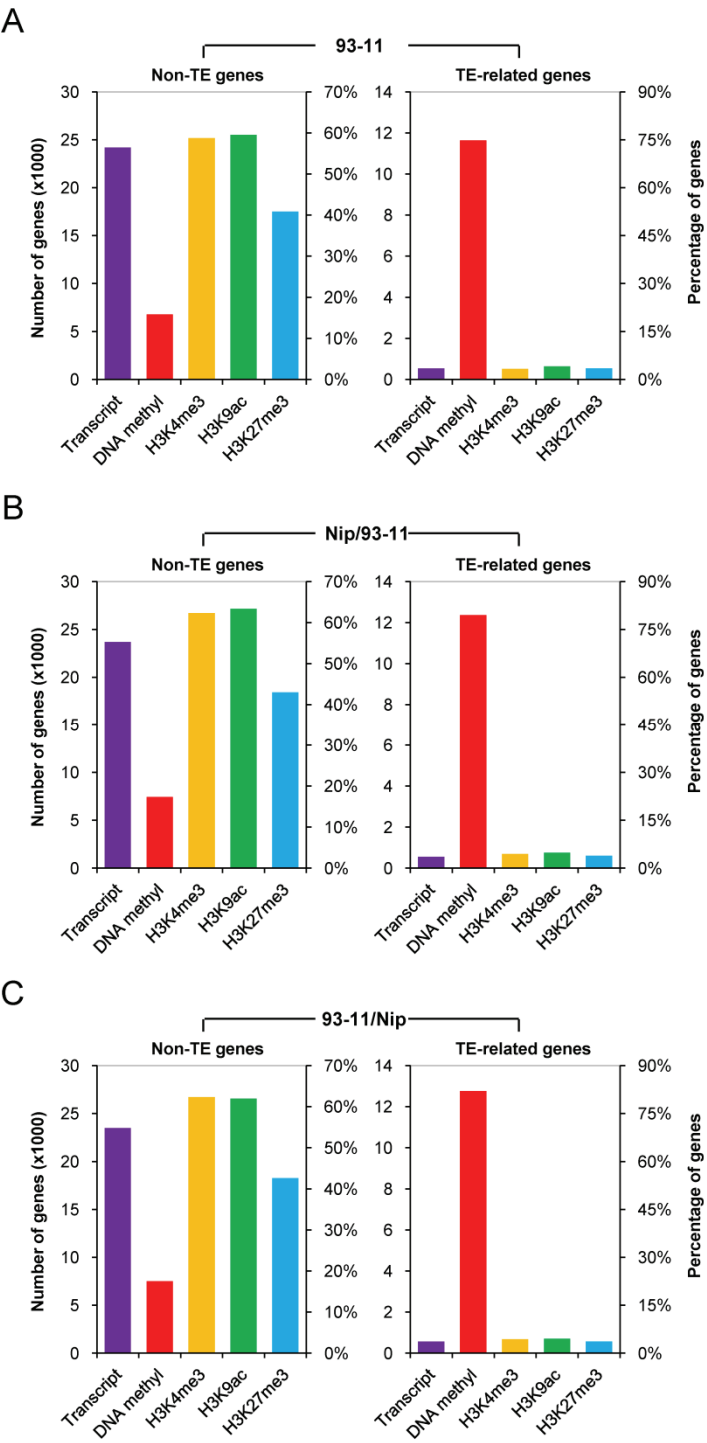 A
93-11
Non-TE genes
TE-related genes
Number of genes (x1000)
30
25
20
15
10
5
0
70%
60%
50%
40%
30%
20%
10%
0%
14
12
10
8
6
4
2
0
90%
75%
60%
45%
30%
15%
0%
Percentage of genes
Transcript
DNA methyl
H3K4me3
H3K9ac
H3K27me3
Transcript
DNA methyl
H3K4me3
H3K9ac
H3K27me3
B
Nip/93-11
Non-TE genes
TE-related genes
Number of genes (x1000)
30
25
20
15
10
5
0
70%
60%
50%
40%
30%
20%
10%
0%
14
12
10
8
6
4
2
0
90%
75%
60%
45%
30%
15%
0%
Percentage of genes
Transcript
DNA methyl
H3K4me3
H3K9ac
H3K27me3
Transcript
DNA methyl
H3K4me3
H3K9ac
H3K27me3
C
93-11/Nip
Non-TE genes
TE-related genes
Number of genes (x1000)
30
25
20
15
10
5
0
70%
60%
50%
40%
30%
20%
10%
0%
14
12
10
8
6
4
2
0
90%
75%
60%
45%
30%
15%
0%
Percentage of genes
Transcript
DNA methyl
H3K4me3
H3K9ac
H3K27me3
Transcript
DNA methyl
H3K4me3
H3K9ac
H3K27me3